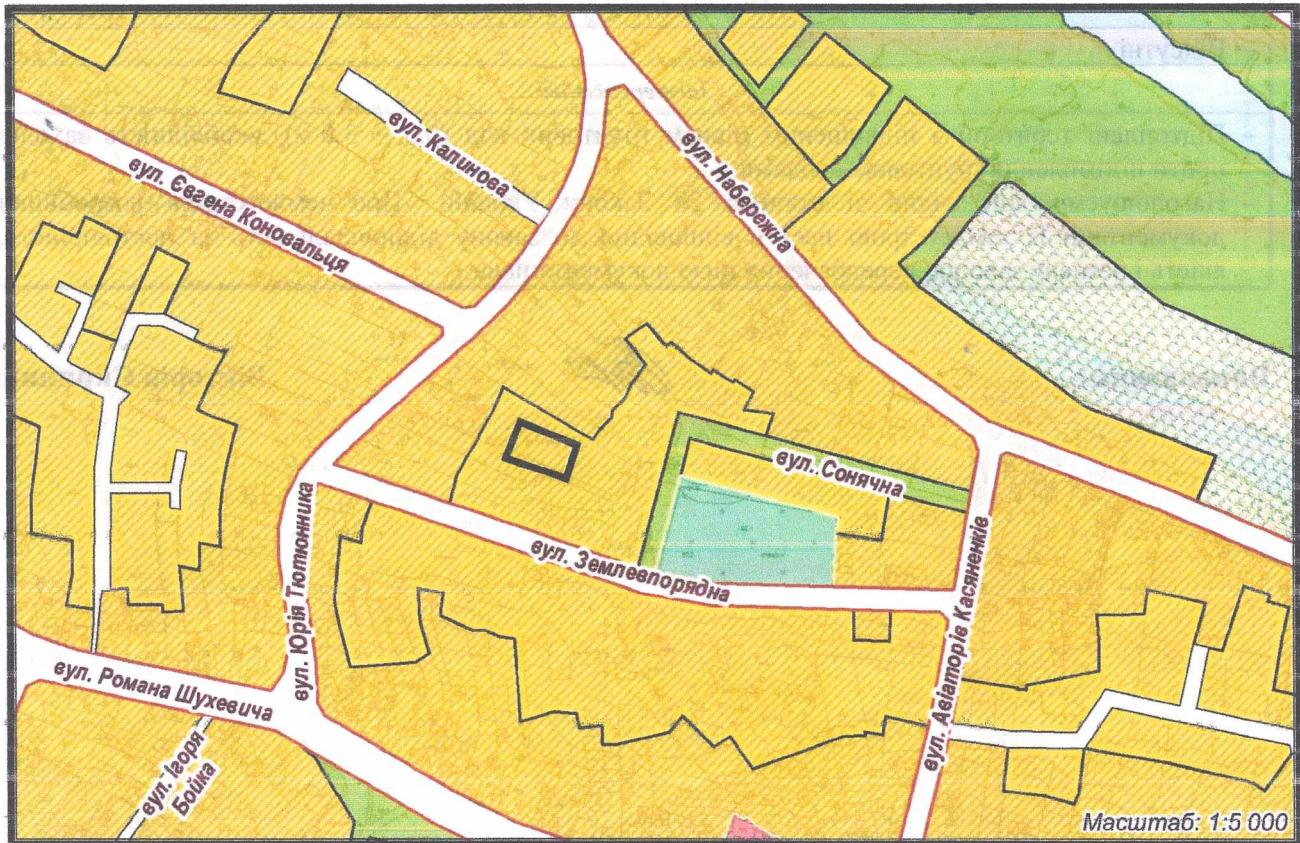 вул. Калинова
вул. Набережна
вул. Євгена Коновальця
вул. Сонячна
вул. Юрія Тютюнника
вул. Землевпорядна
вул. Авіаторів Касяненків
вул. Романа Шухевича
вул. Ігоря
Бойка
Масштаб: 1:5 000